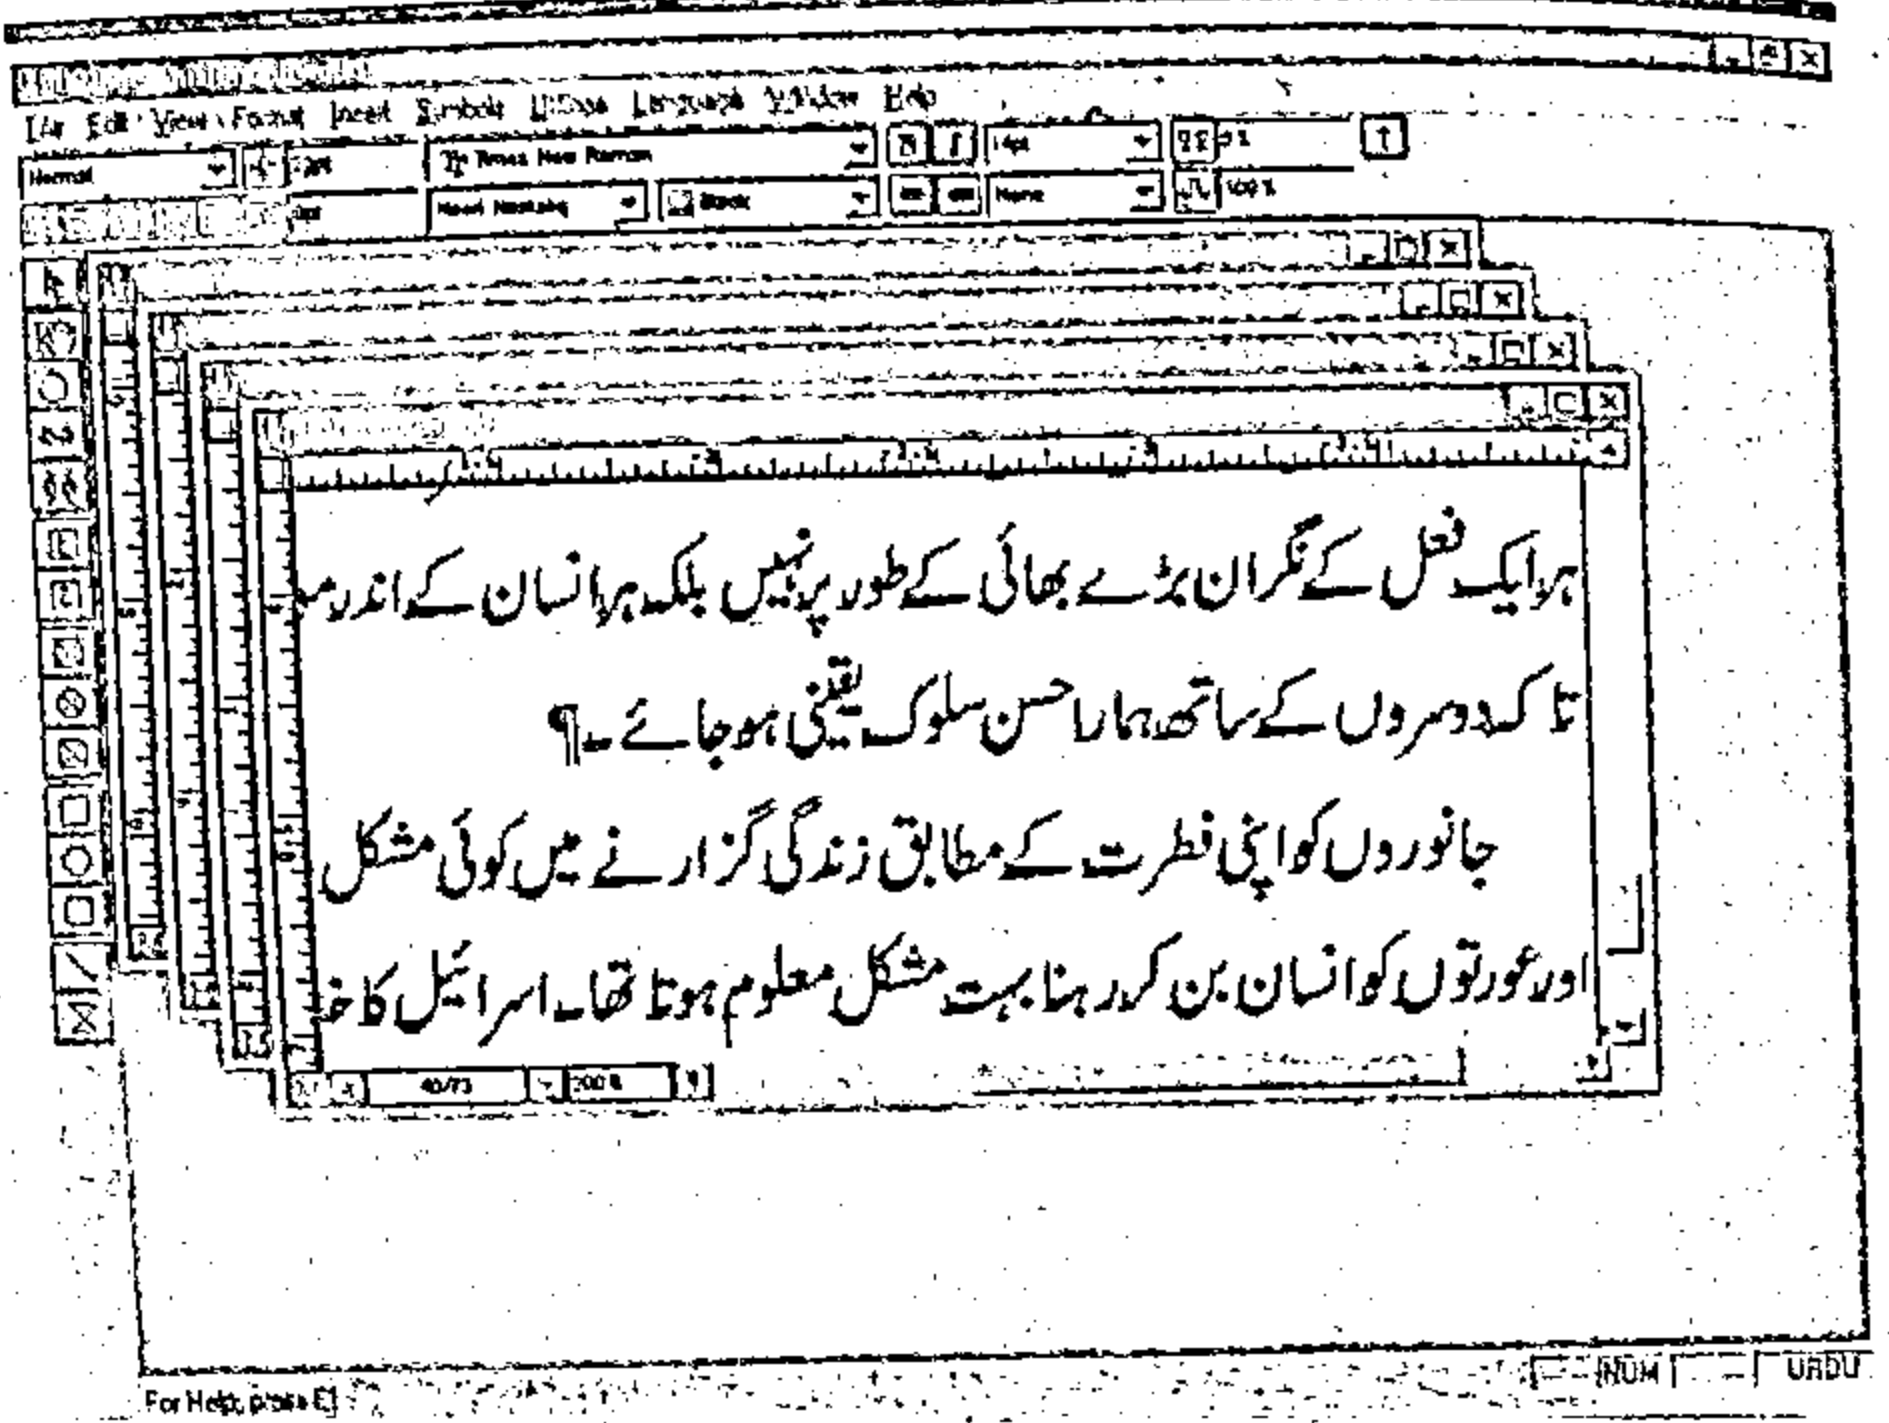 Edit View Format Insert Symbols Utilities Language Window Help
Normal Times New Roman B I 14pt
Noori Nastaliq Black None 100%
ہر ایک فعل کے نگران بڑے بھائی کے طور پر نہیں بلکہ ہر انسان کے اندر
تاکہ دوسروں کے ساتھ ہمارا حسن سلوک یقینی ہو جائے۔¶
جانوروں کو اپنی فطرت کے مطابق زندگی گزارنے میں کوئی مشکل
اور عورتوں کو انسان بن کر رہنا بہت مشکل معلوم ہوتا تھا۔ اسرائیل کا
40/73 200%
For Help, press F1 NUM URDU